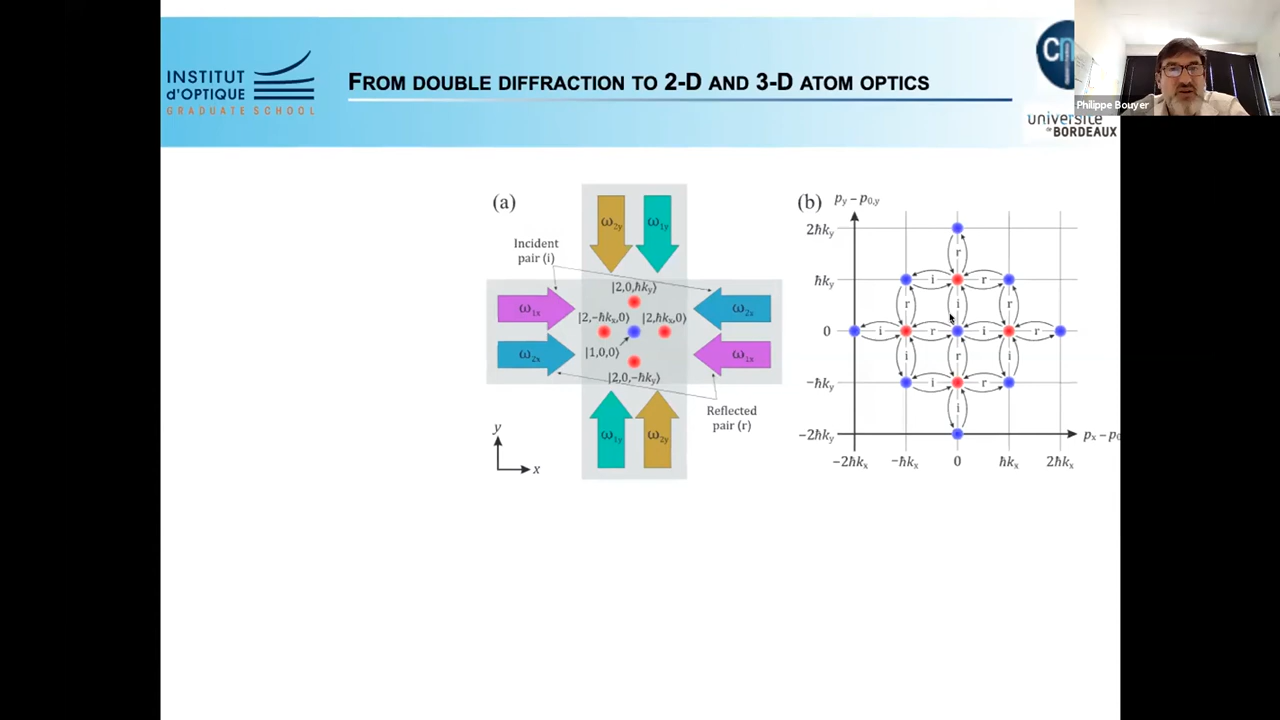 INSTITUT
d'OPTIQUE
GRADUATE SCHOOL
FROM DOUBLE DIFFRACTION TO 2-D AND 3-D ATOM OPTICS
Philippe Bouyer
université
de BORDEAUX
(a)
ω2y
ω1y
Incident
pair (i)
|2,0,ħky⟩
ω1x
|2,−ħkx,0⟩
|2,ħkx,0⟩
ω2x
ω2x
|1,0,0⟩
ω1x
|2,0,−ħky⟩
Reflected
pair (r)
ω1y
ω2y
y
x
(b)
py − p0,y
2ħky
r
ħky
i
r
r
i
r
0
i
r
i
r
i
r
i
−ħky
i
r
i
−2ħky
px − p0
−2ħkx
−ħkx
0
ħkx
2ħkx